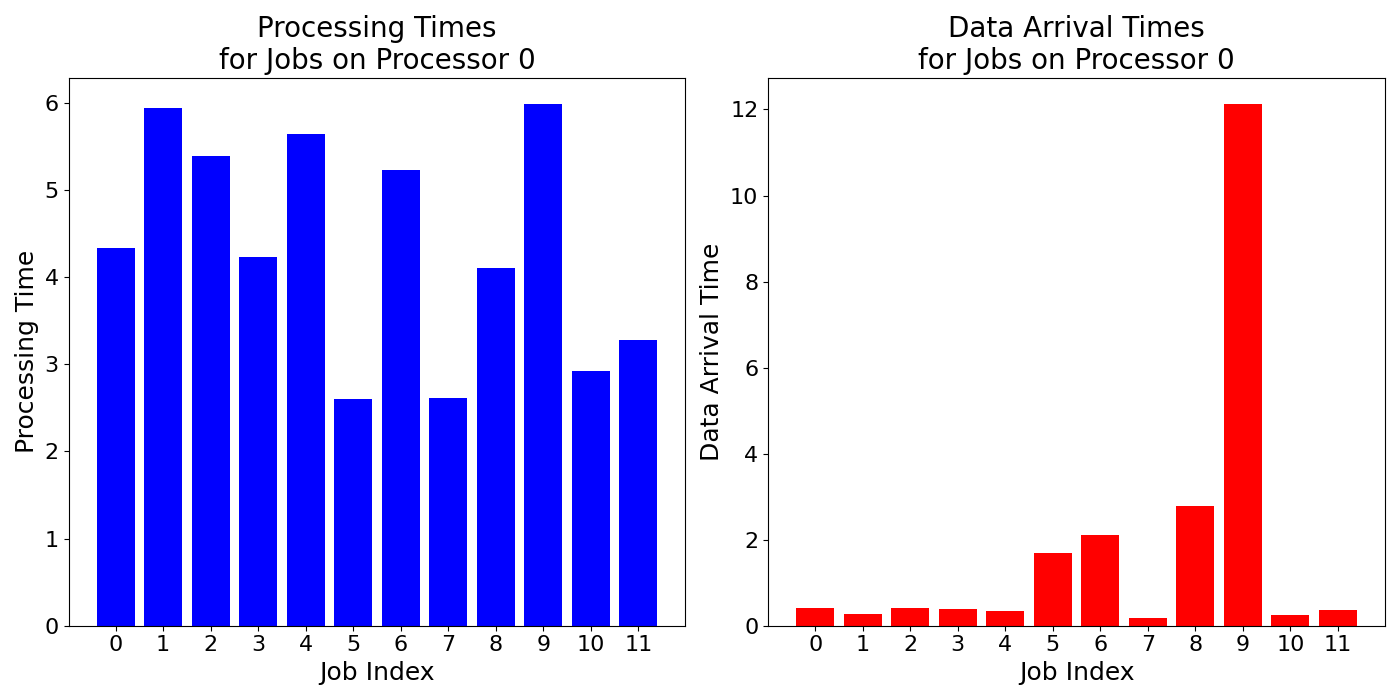 Processing Times
for Jobs on Processor 0
Processing Time
6
5
4
3
2
1
0
0 1 2 3 4 5 6 7 8 9 10 11
Job Index
Data Arrival Times
for Jobs on Processor 0
Data Arrival Time
12
10
8
6
4
2
0
0 1 2 3 4 5 6 7 8 9 10 11
Job Index